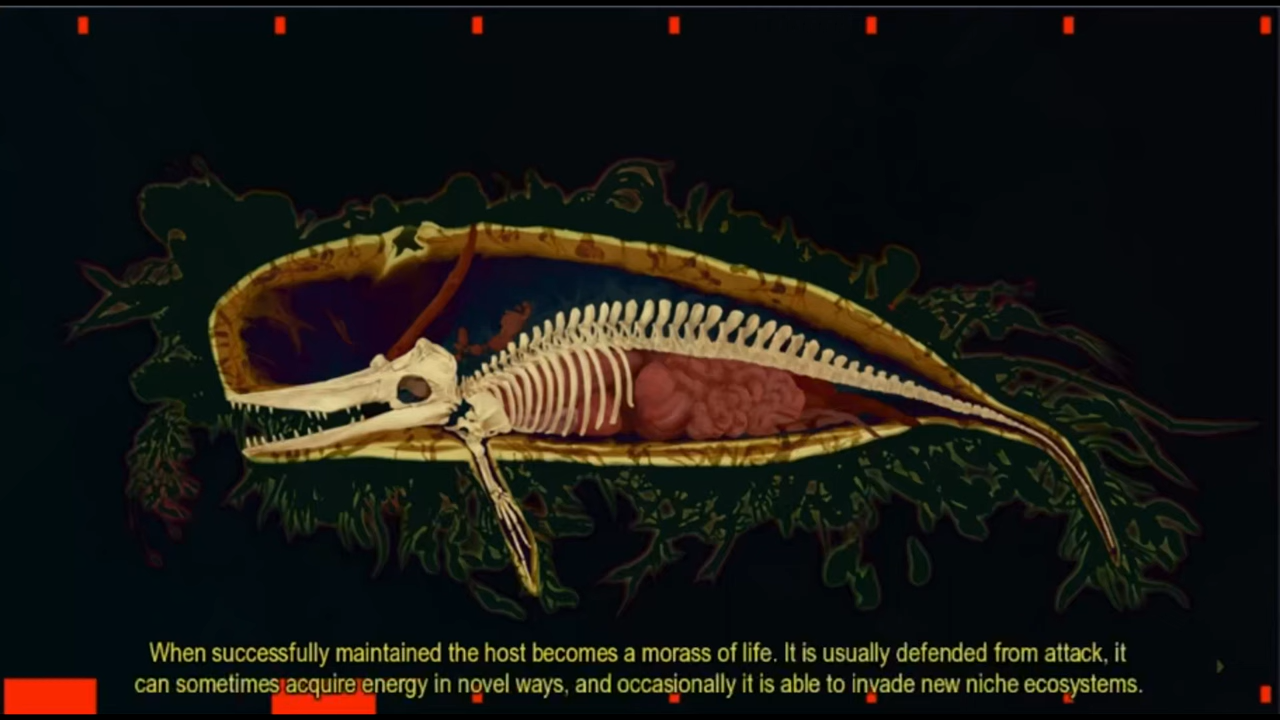 When successfully maintained the host becomes a morass of life. It is usually defended from attack, it
can sometimes acquire energy in novel ways, and occasionally it is able to invade new niche ecosystems.